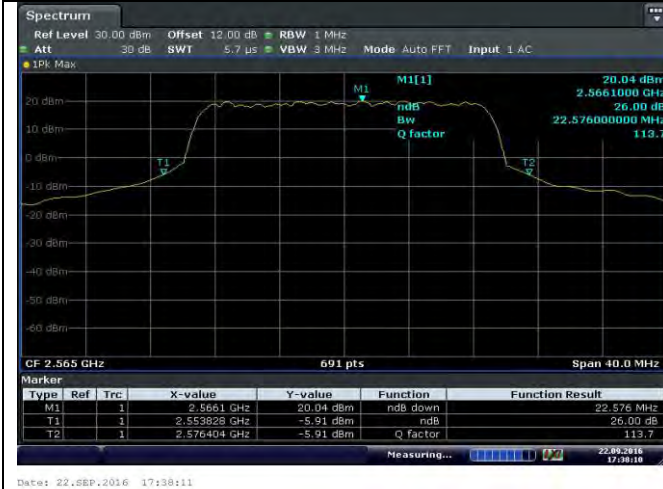 Spectrum
Ref Level 30.00 dBm Offset 12.00 dB RBW 1 MHz
Att 30 dB SWT 5.7 µs VBW 3 MHz Mode Auto FFT Input 1 AC
1Pk Max
M1[1] 20.04 dBm
2.5661000 GHz
M1
20 dBm
ndB 26.00 dB
Bw 22.576000000 MHz
10 dBm
Q factor 113.7
0 dBm
T1 T2
-10 dBm
-20 dBm
-30 dBm
-40 dBm
-50 dBm
-60 dBm
CF 2.565 GHz 691 pts Span 40.0 MHz
Marker
Type Ref Trc X-value Y-value Function Function Result
M1 1 2.5661 GHz 20.04 dBm ndB down 22.576 MHz
T1 1 2.553828 GHz -5.91 dBm ndB 26.00 dB
T2 1 2.576404 GHz -5.91 dBm Q factor 113.7
Measuring... 22.09.2016
17:38:10
Date: 22.SEP.2016 17:38:11